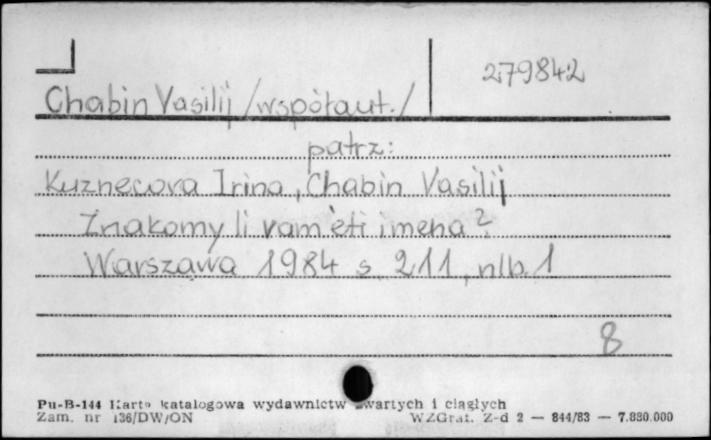 279842
Chabin Vasilij /współaut./
patrz:
Kuznecova Irina, Chabin Vasilij
Znakomy li vam èti imena?
Warszawa 1984 s. 211, nlb. 1
8
Pu-B-144 Karta katalogowa wydawnictw zwartych i ciągłych
Zam. nr 136/DW/ON WZGraf. Z-d 2 — 844/83 — 7.830.000